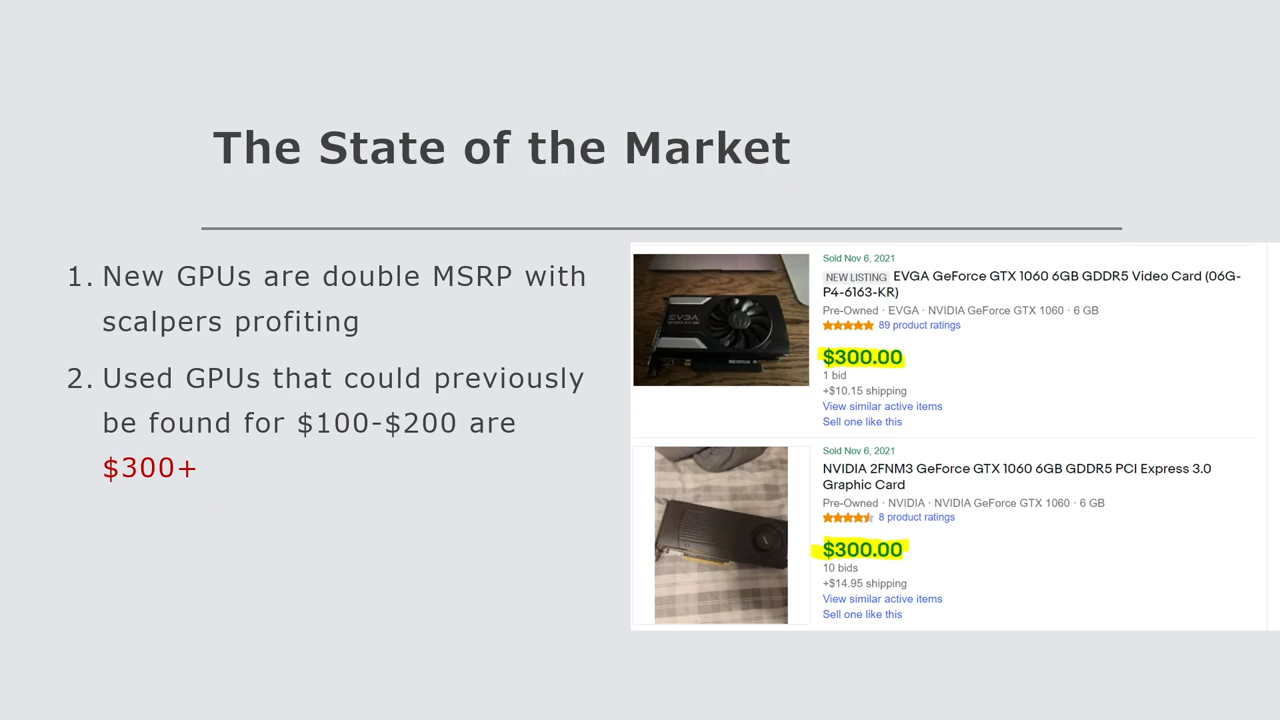 The State of the Market
1. New GPUs are double MSRP with
scalpers profiting
2. Used GPUs that could previously
be found for $100-$200 are
$300+
Sold Nov 6, 2021
NEW LISTING EVGA GeForce GTX 1060 6GB GDDR5 Video Card (06G-
P4-6163-KR)
Pre-Owned · EVGA · NVIDIA GeForce GTX 1060 · 6 GB
89 product ratings
$300.00
1 bid
+$10.15 shipping
View similar active items
Sell one like this
EVGA
Sold Nov 6, 2021
NVIDIA 2FNM3 GeForce GTX 1060 6GB GDDR5 PCI Express 3.0
Graphic Card
Pre-Owned · NVIDIA · NVIDIA GeForce GTX 1060 · 6 GB
8 product ratings
$300.00
10 bids
+$14.95 shipping
View similar active items
Sell one like this